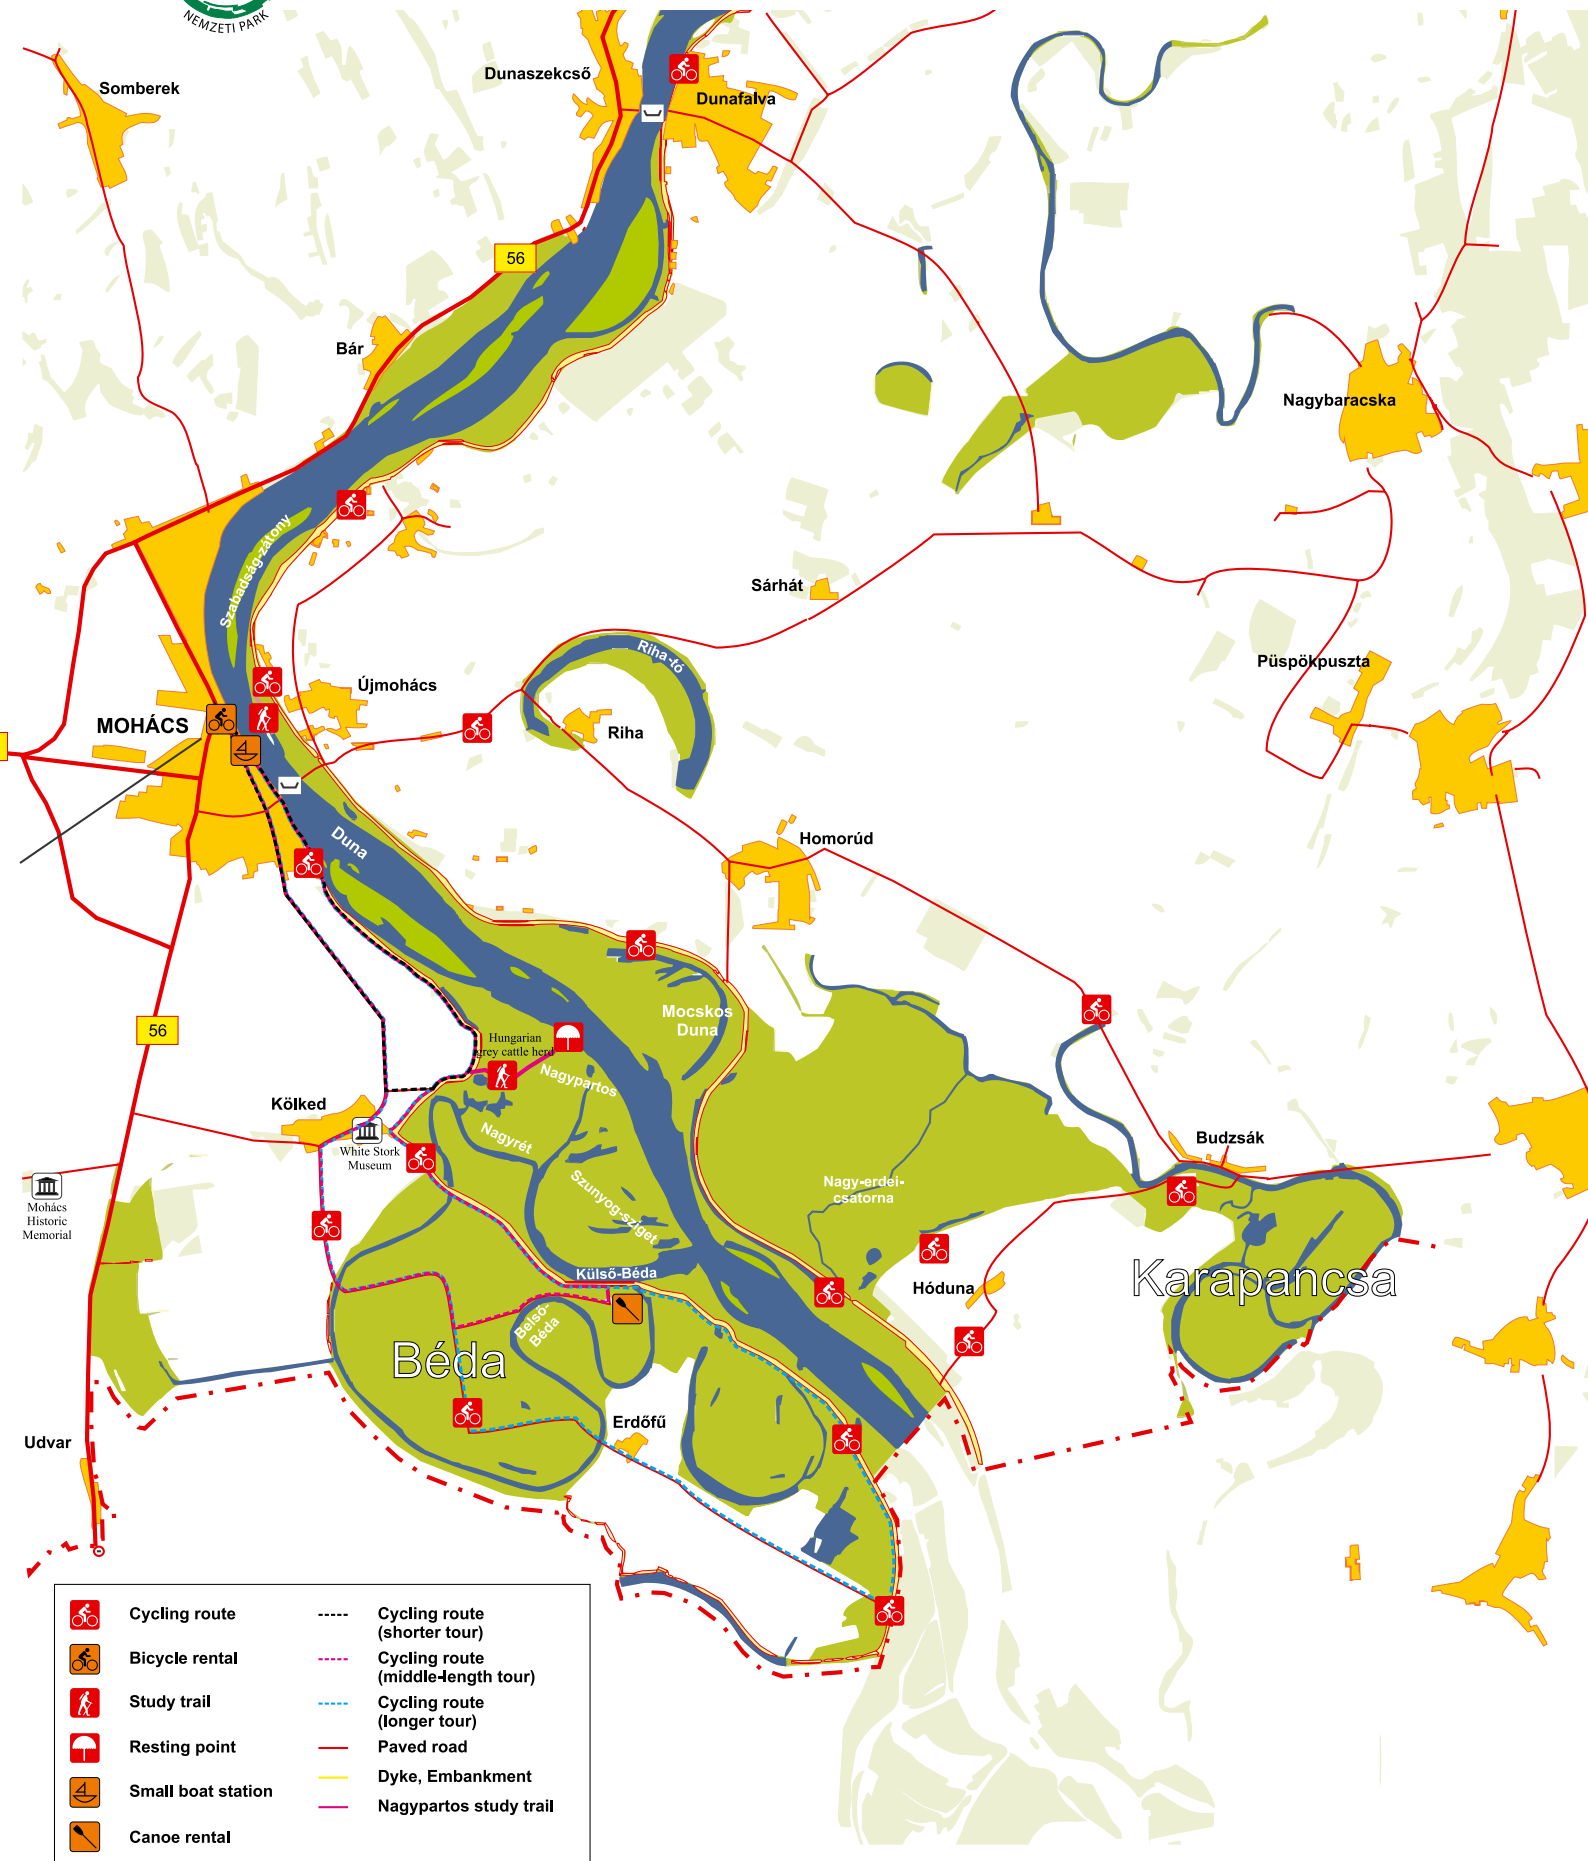 NEMZETI PARK
Somberek
Dunaszekcső
Dunafalva
56
Bár
Nagybaracska
Szabadság-zátony
Sárhát
Riha-tó
Püspökpuszta
Újmohács
MOHÁCS
Riha
Duna
Homorúd
56
Mocskos
Duna
Hungarian
grey cattle herd
Nagypartos
Kölked
Nagyrét
White Stork
Museum
Budzsák
Szunyog-sziget
Nagy-erdei-
csatorna
Mohács
Historic
Memorial
Külső-Béda
Hóduna
Karapancsa
Belső-
Béda
Béda
Erdőfű
Udvar
Cycling route
Bicycle rental
Study trail
Resting point
Small boat station
Canoe rental
Cycling route
(shorter tour)
Cycling route
(middle-length tour)
Cycling route
(longer tour)
Paved road
Dyke, Embankment
Nagypartos study trail